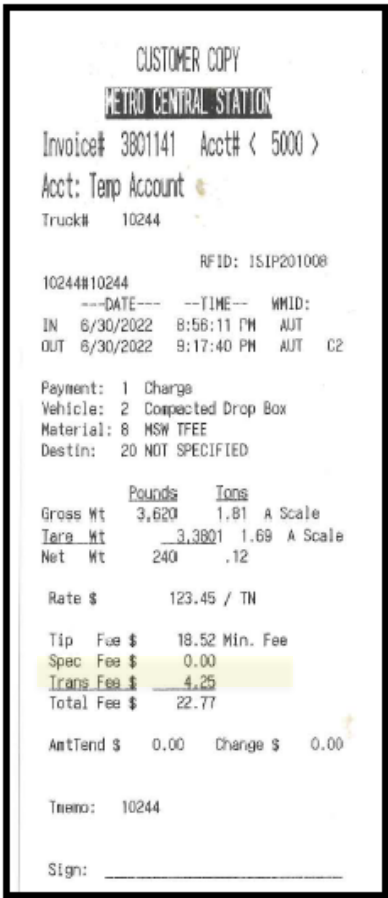 CUSTOMER COPY
METRO CENTRAL STATION
Invoice# 3801141 Acct# < 5000 >
Acct: Temp Account
Truck# 10244
RFID: ISIP201008
10244#10244
---DATE--- --TIME-- WMID:
IN 6/30/2022 8:56:11 PM AUT
OUT 6/30/2022 9:17:40 PM AUT C2
Payment: 1 Charge
Vehicle: 2 Compacted Drop Box
Material: 8 MSW TFEE
Destin: 20 NOT SPECIFIED
Pounds Tons
Gross Wt 3,620 1.81 A Scale
Tare Wt 3,3801 1.69 A Scale
Net Wt 240 .12
Rate $ 123.45 / TN
Tip Fee $ 18.52 Min. Fee
Spec Fee $ 0.00
Trans Fee $ 4.25
Total Fee $ 22.77
AmtTend $ 0.00 Change $ 0.00
Tmemo: 10244
Sign: